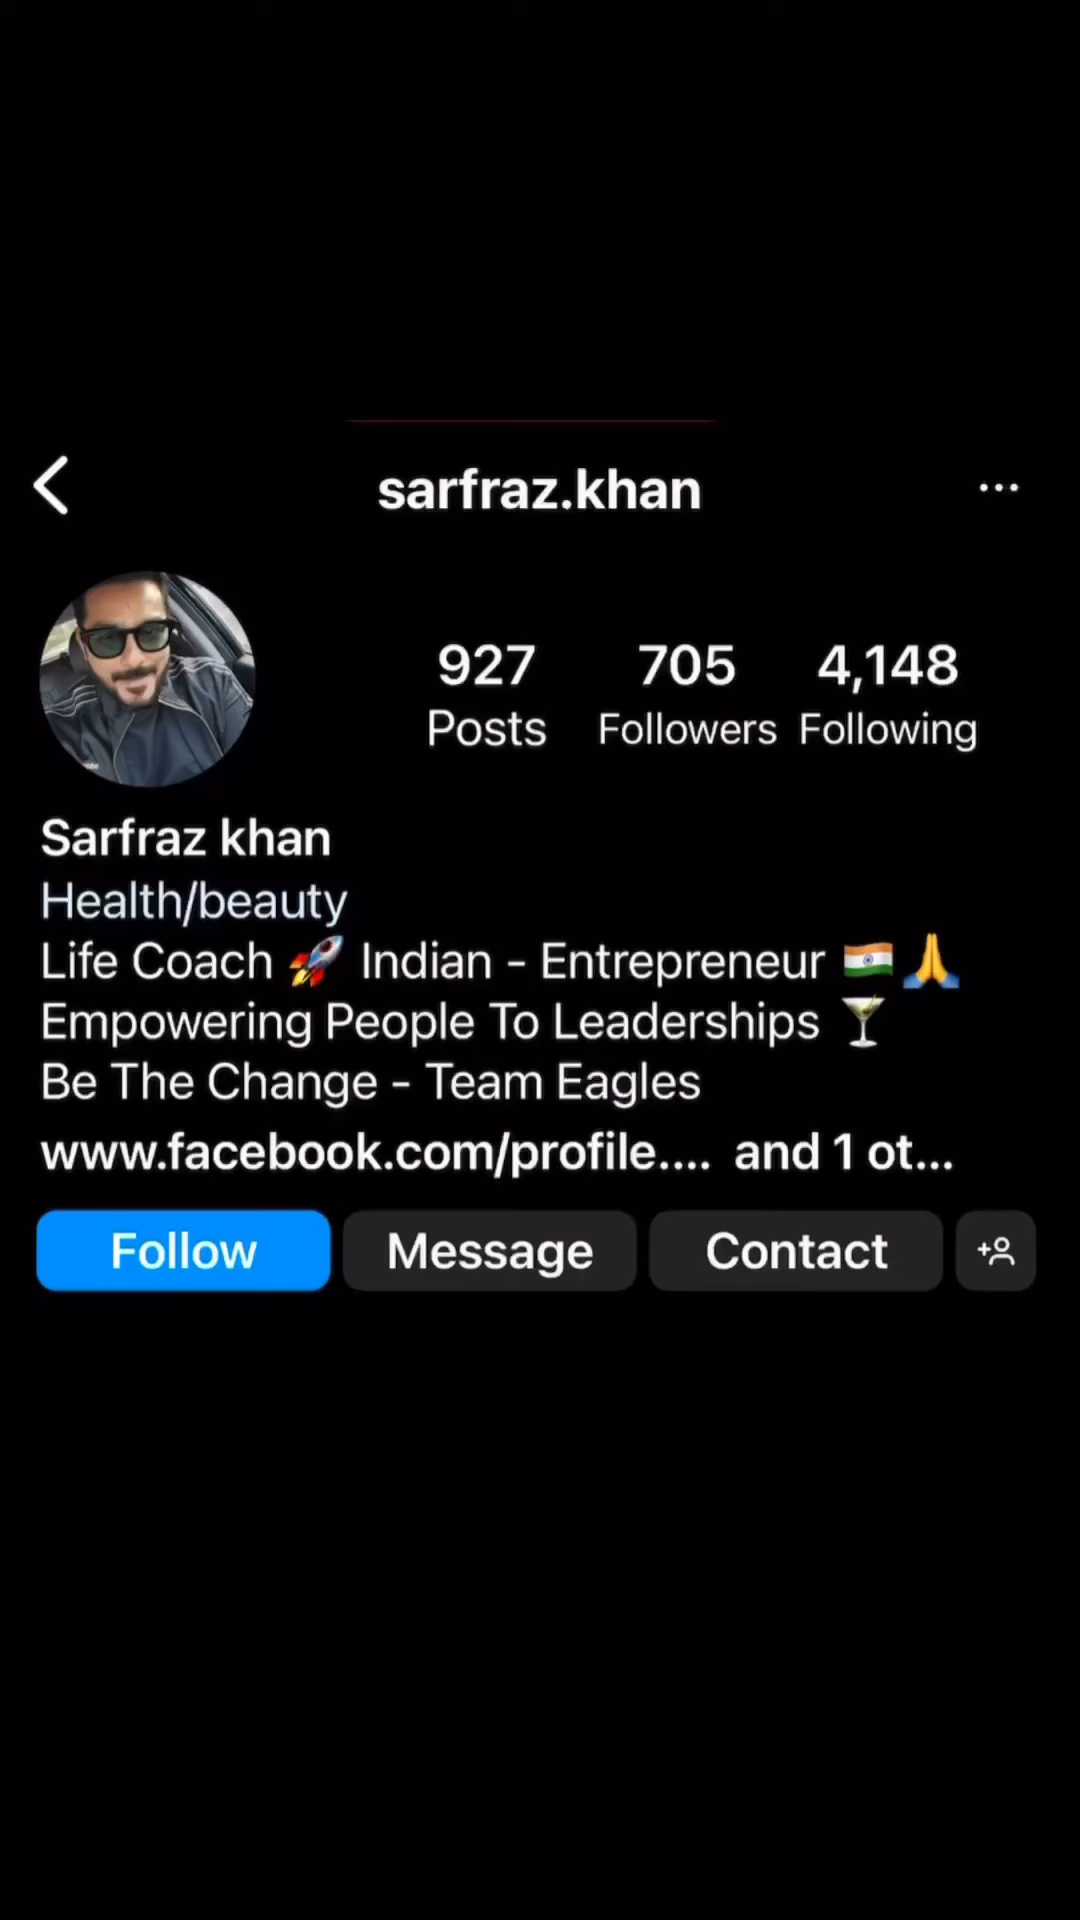 sarfraz.khan
927 705 4,148
Posts Followers Following
Sarfraz khan
Health/beauty
Life Coach 🚀 Indian - Entrepreneur 🇮🇳🙏
Empowering People To Leaderships 🍸
Be The Change - Team Eagles
www.facebook.com/profile.... and 1 ot...
Follow Message Contact